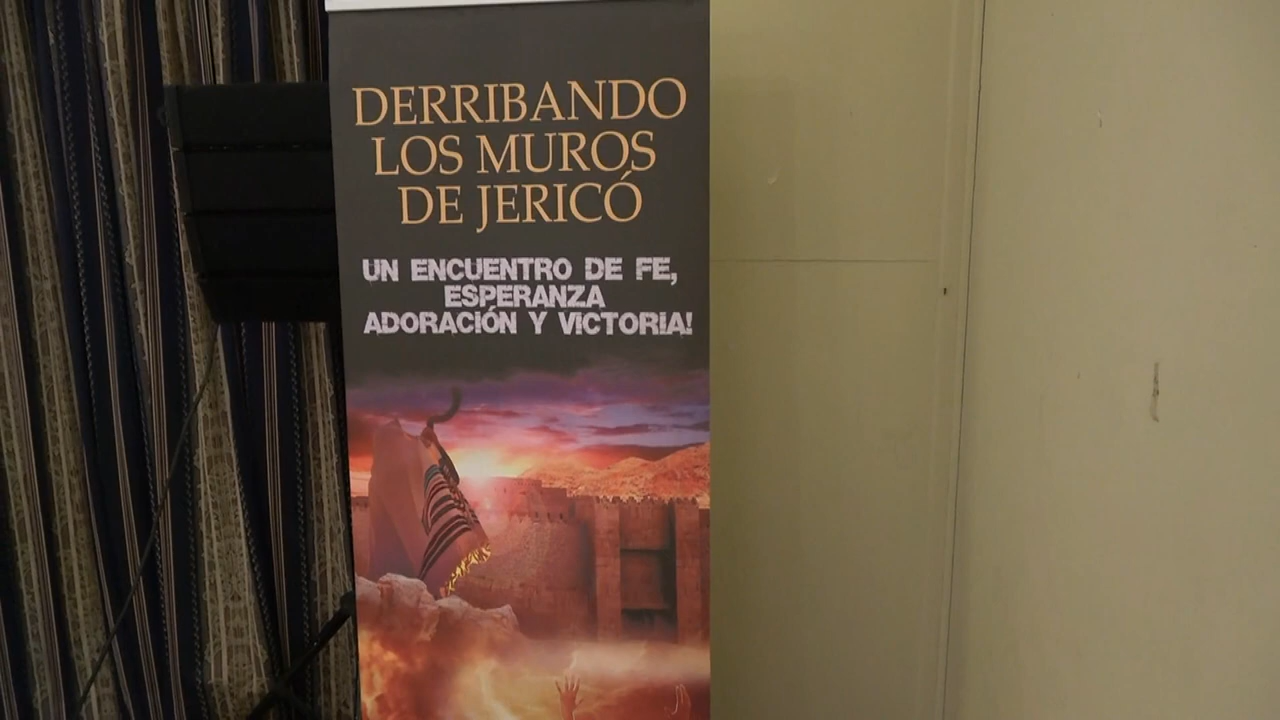 DERRIBANDO
LOS MUROS
DE JERICÓ
UN ENCUENTRO DE FE,
ESPERANZA
ADORACIÓN Y VICTORIA!